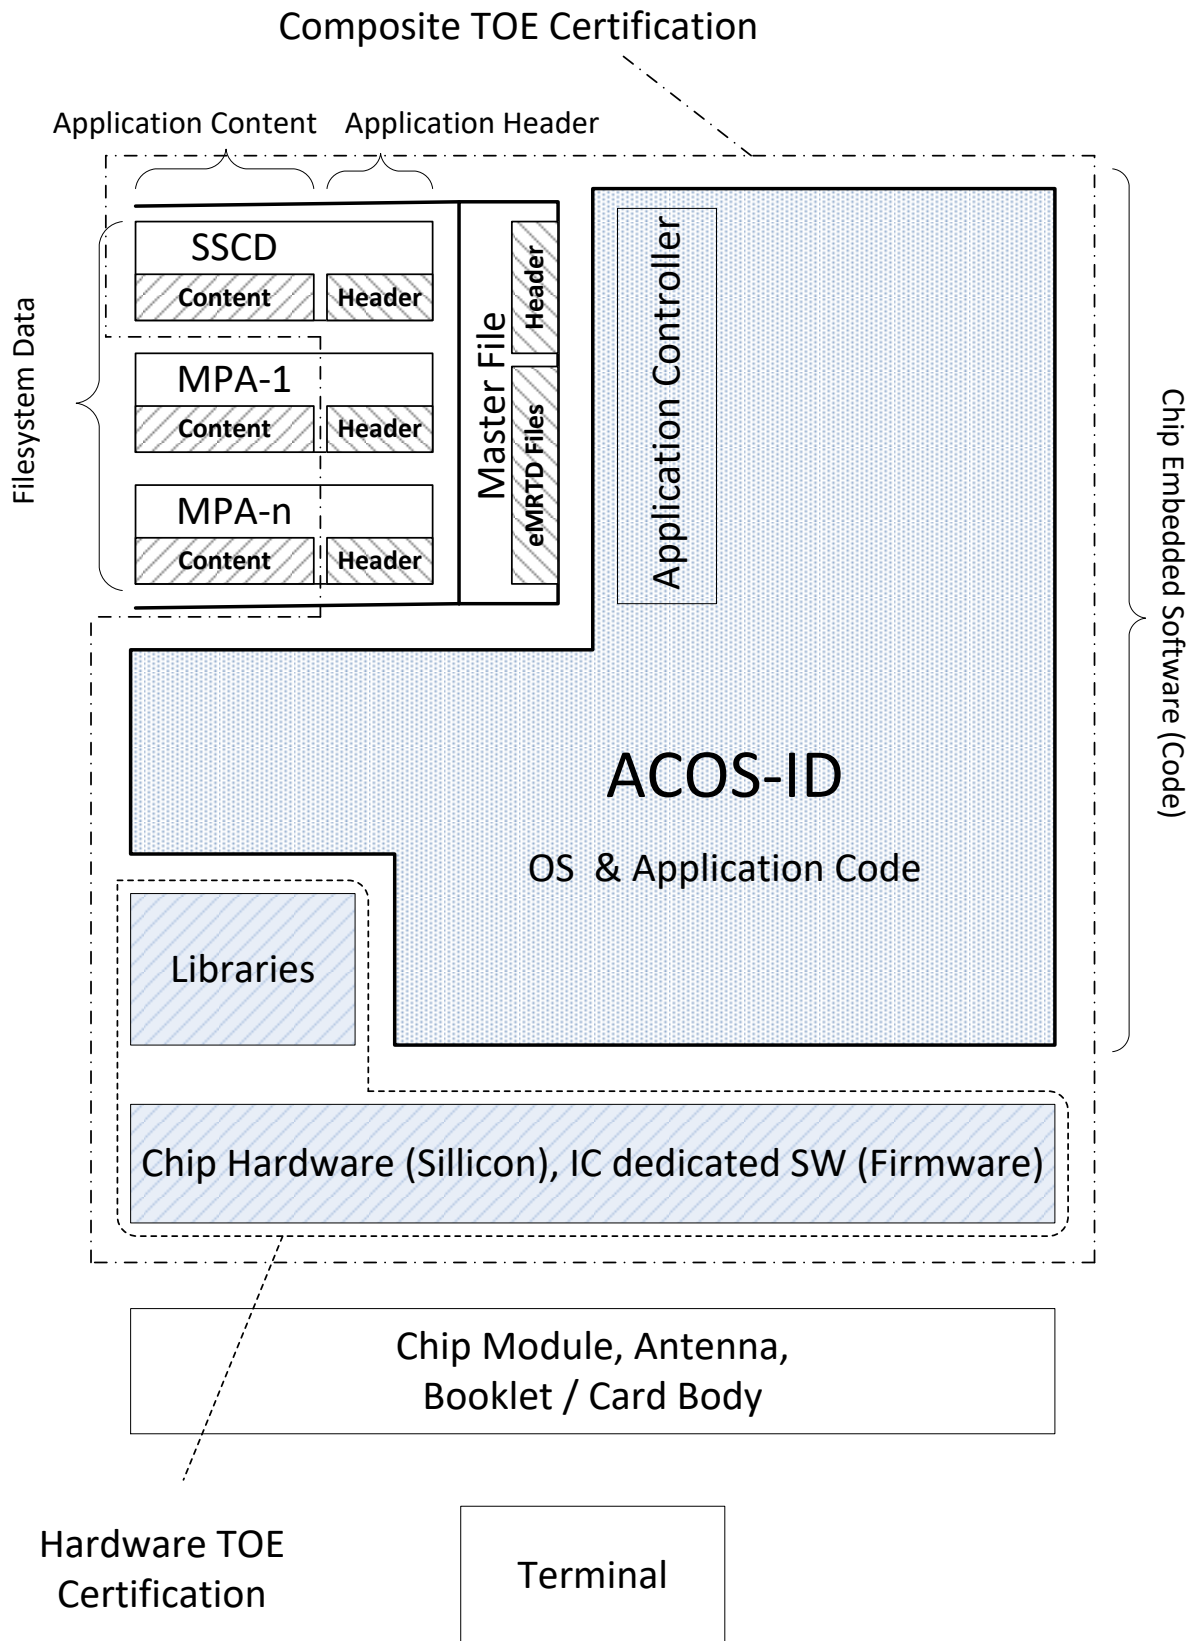 Composite TOE Certification
Application Content
Application Header
Filesystem Data
SSCD
Content
Header
MPA-1
Content
Header
MPA-n
Content
Header
Master File
Header
eMRTD Files
Application Controller
Chip Embedded Software (Code)
ACOS-ID
OS & Application Code
Libraries
Chip Hardware (Sillicon), IC dedicated SW (Firmware)
Chip Module, Antenna,
Booklet / Card Body
Hardware TOE
Certification
Terminal